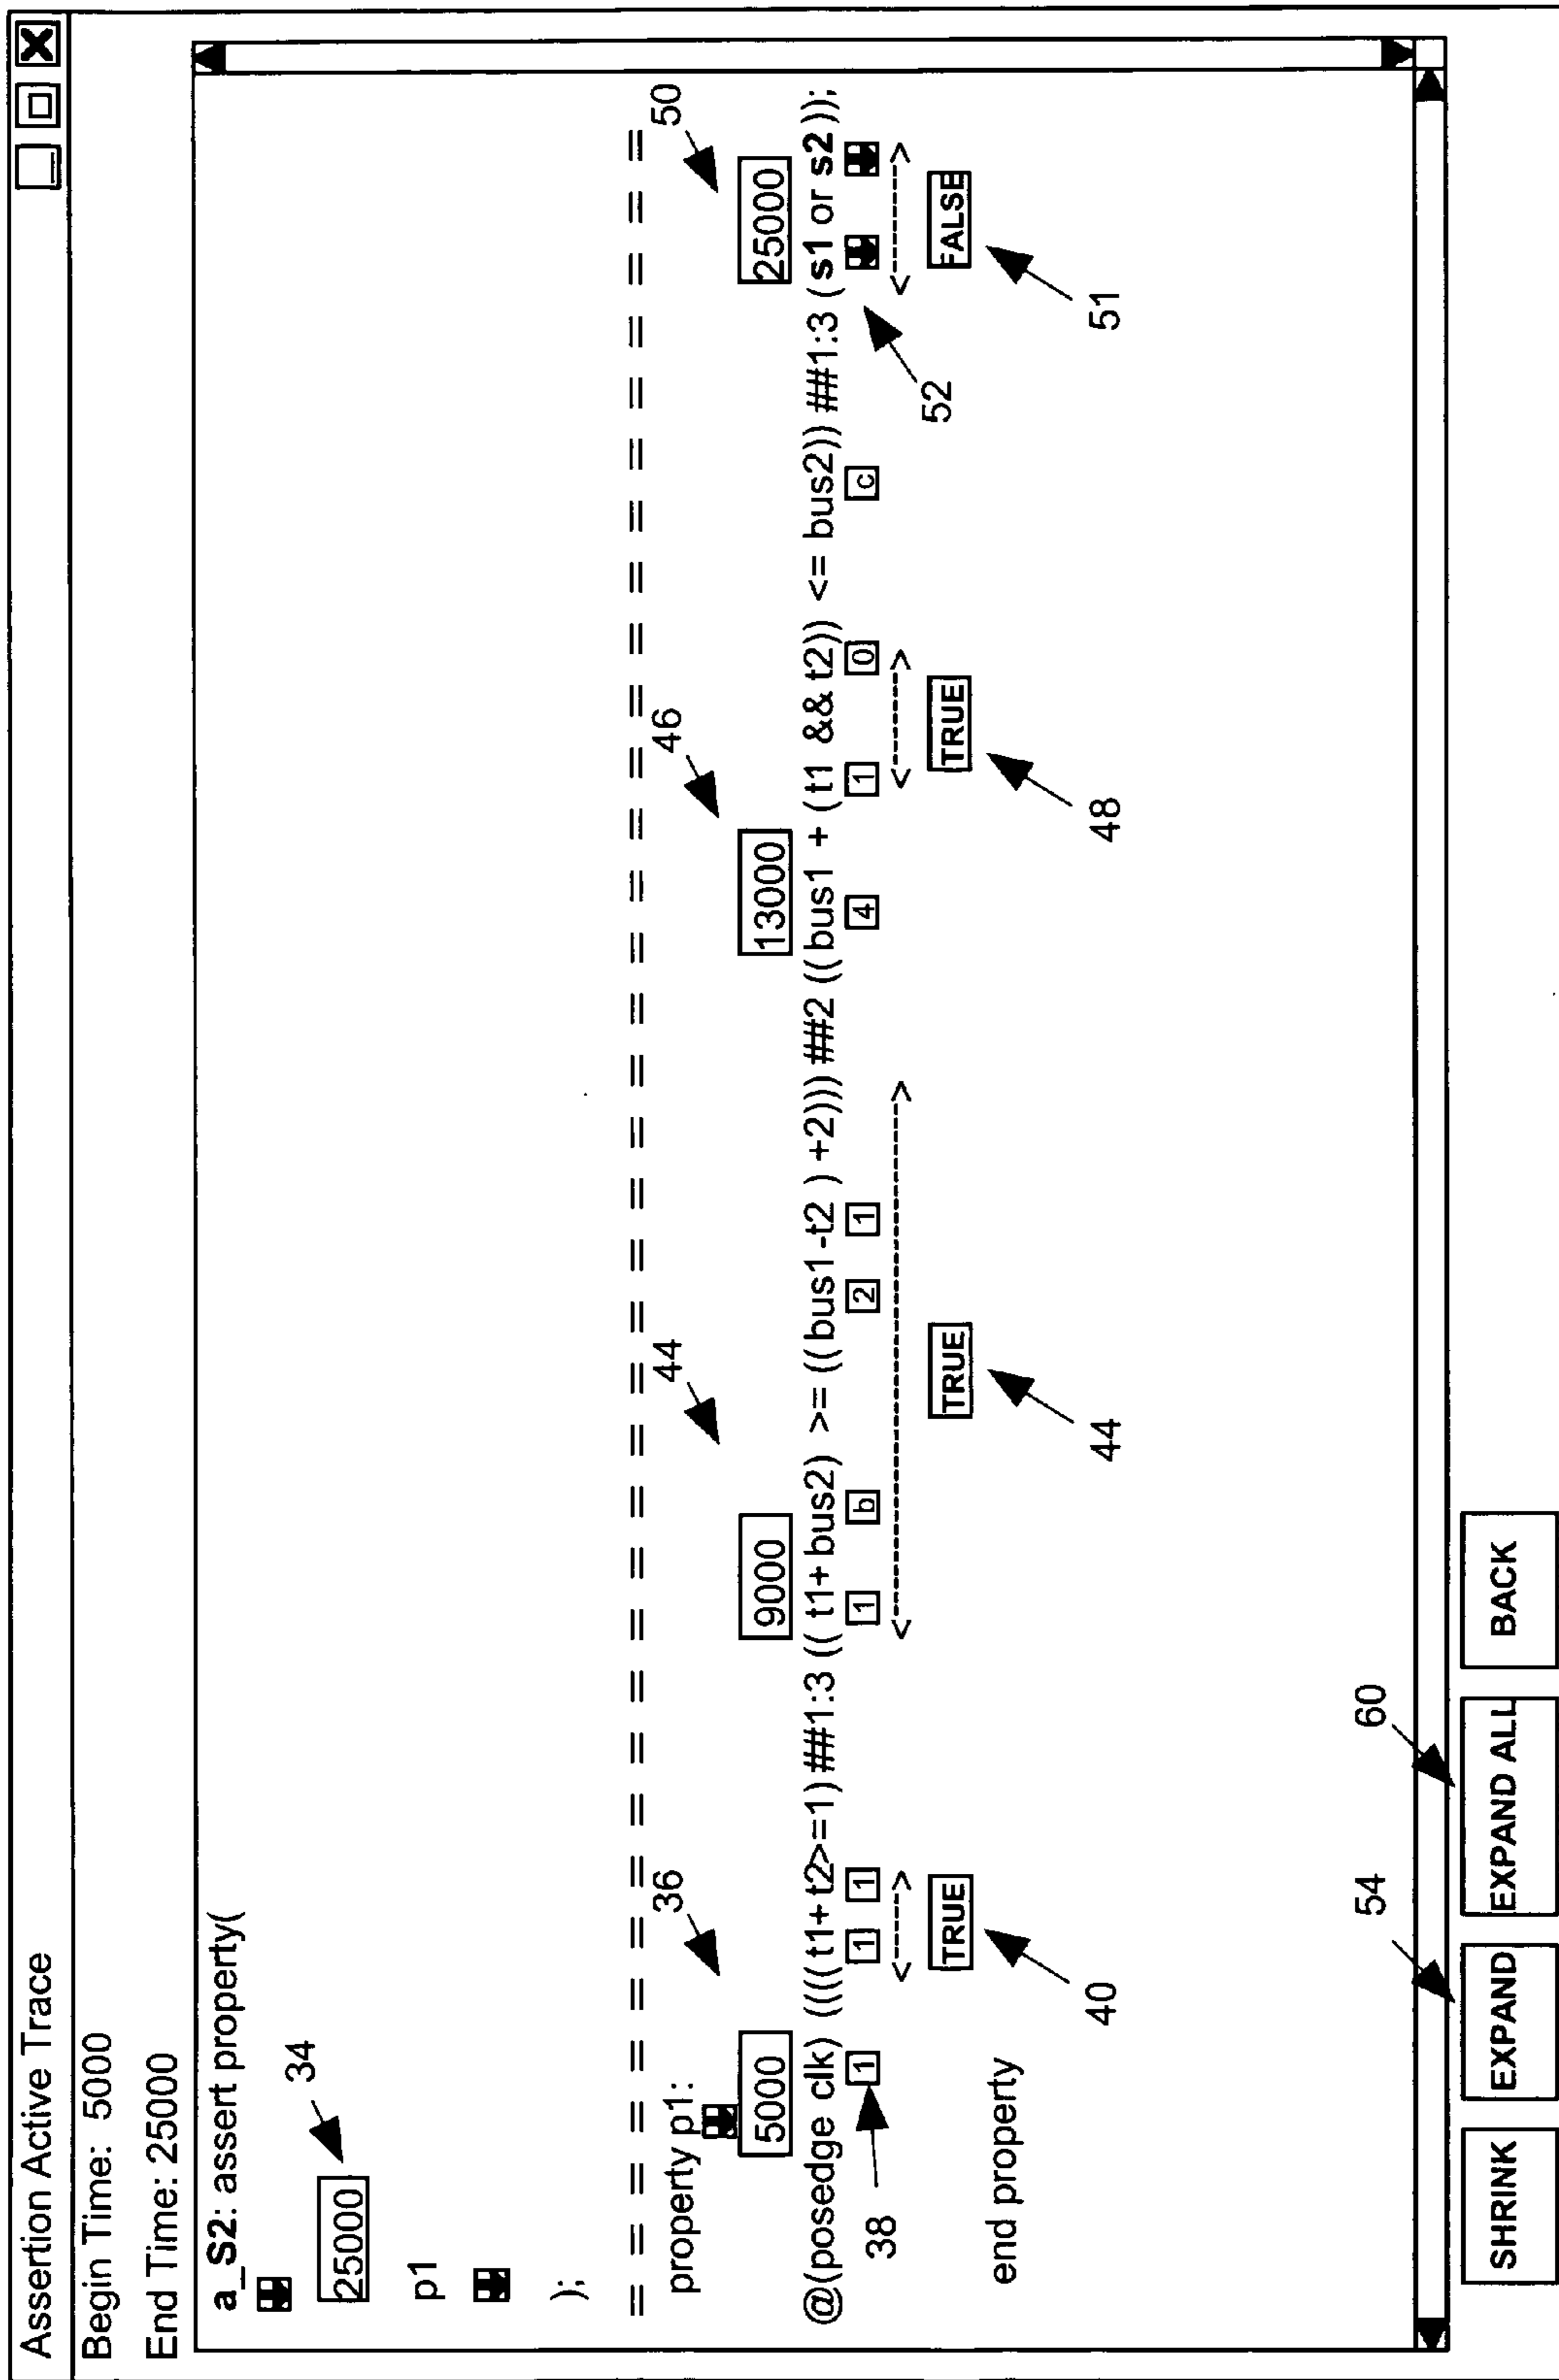 Assertion Active Trace
Begin Time: 5000
End Time: 25000
a_S2: assert property(
34
25000
p1
);
= = = = = = = = = = = = = = = = = = = = = = = = = = = = =
property p1:
36 44 46 50
5000 9000 13000 25000
@(posedge clk) ((((t1+ t2>=1) ##1:3 (( t1+ bus2) >= ((bus1 -t2 ) +2))) ##2 ((bus1 + (t1 && t2)) <= bus2)) ##1:3 (s1 or s2 ));
1 1 1 1 b 2 1 4 1 0 c
<-----> <---------------------------------------> <--------> <--------->
38 TRUE TRUE TRUE 52 FALSE
40 44 48 51
end property
54 60
SHRINK EXPAND EXPAND ALL BACK